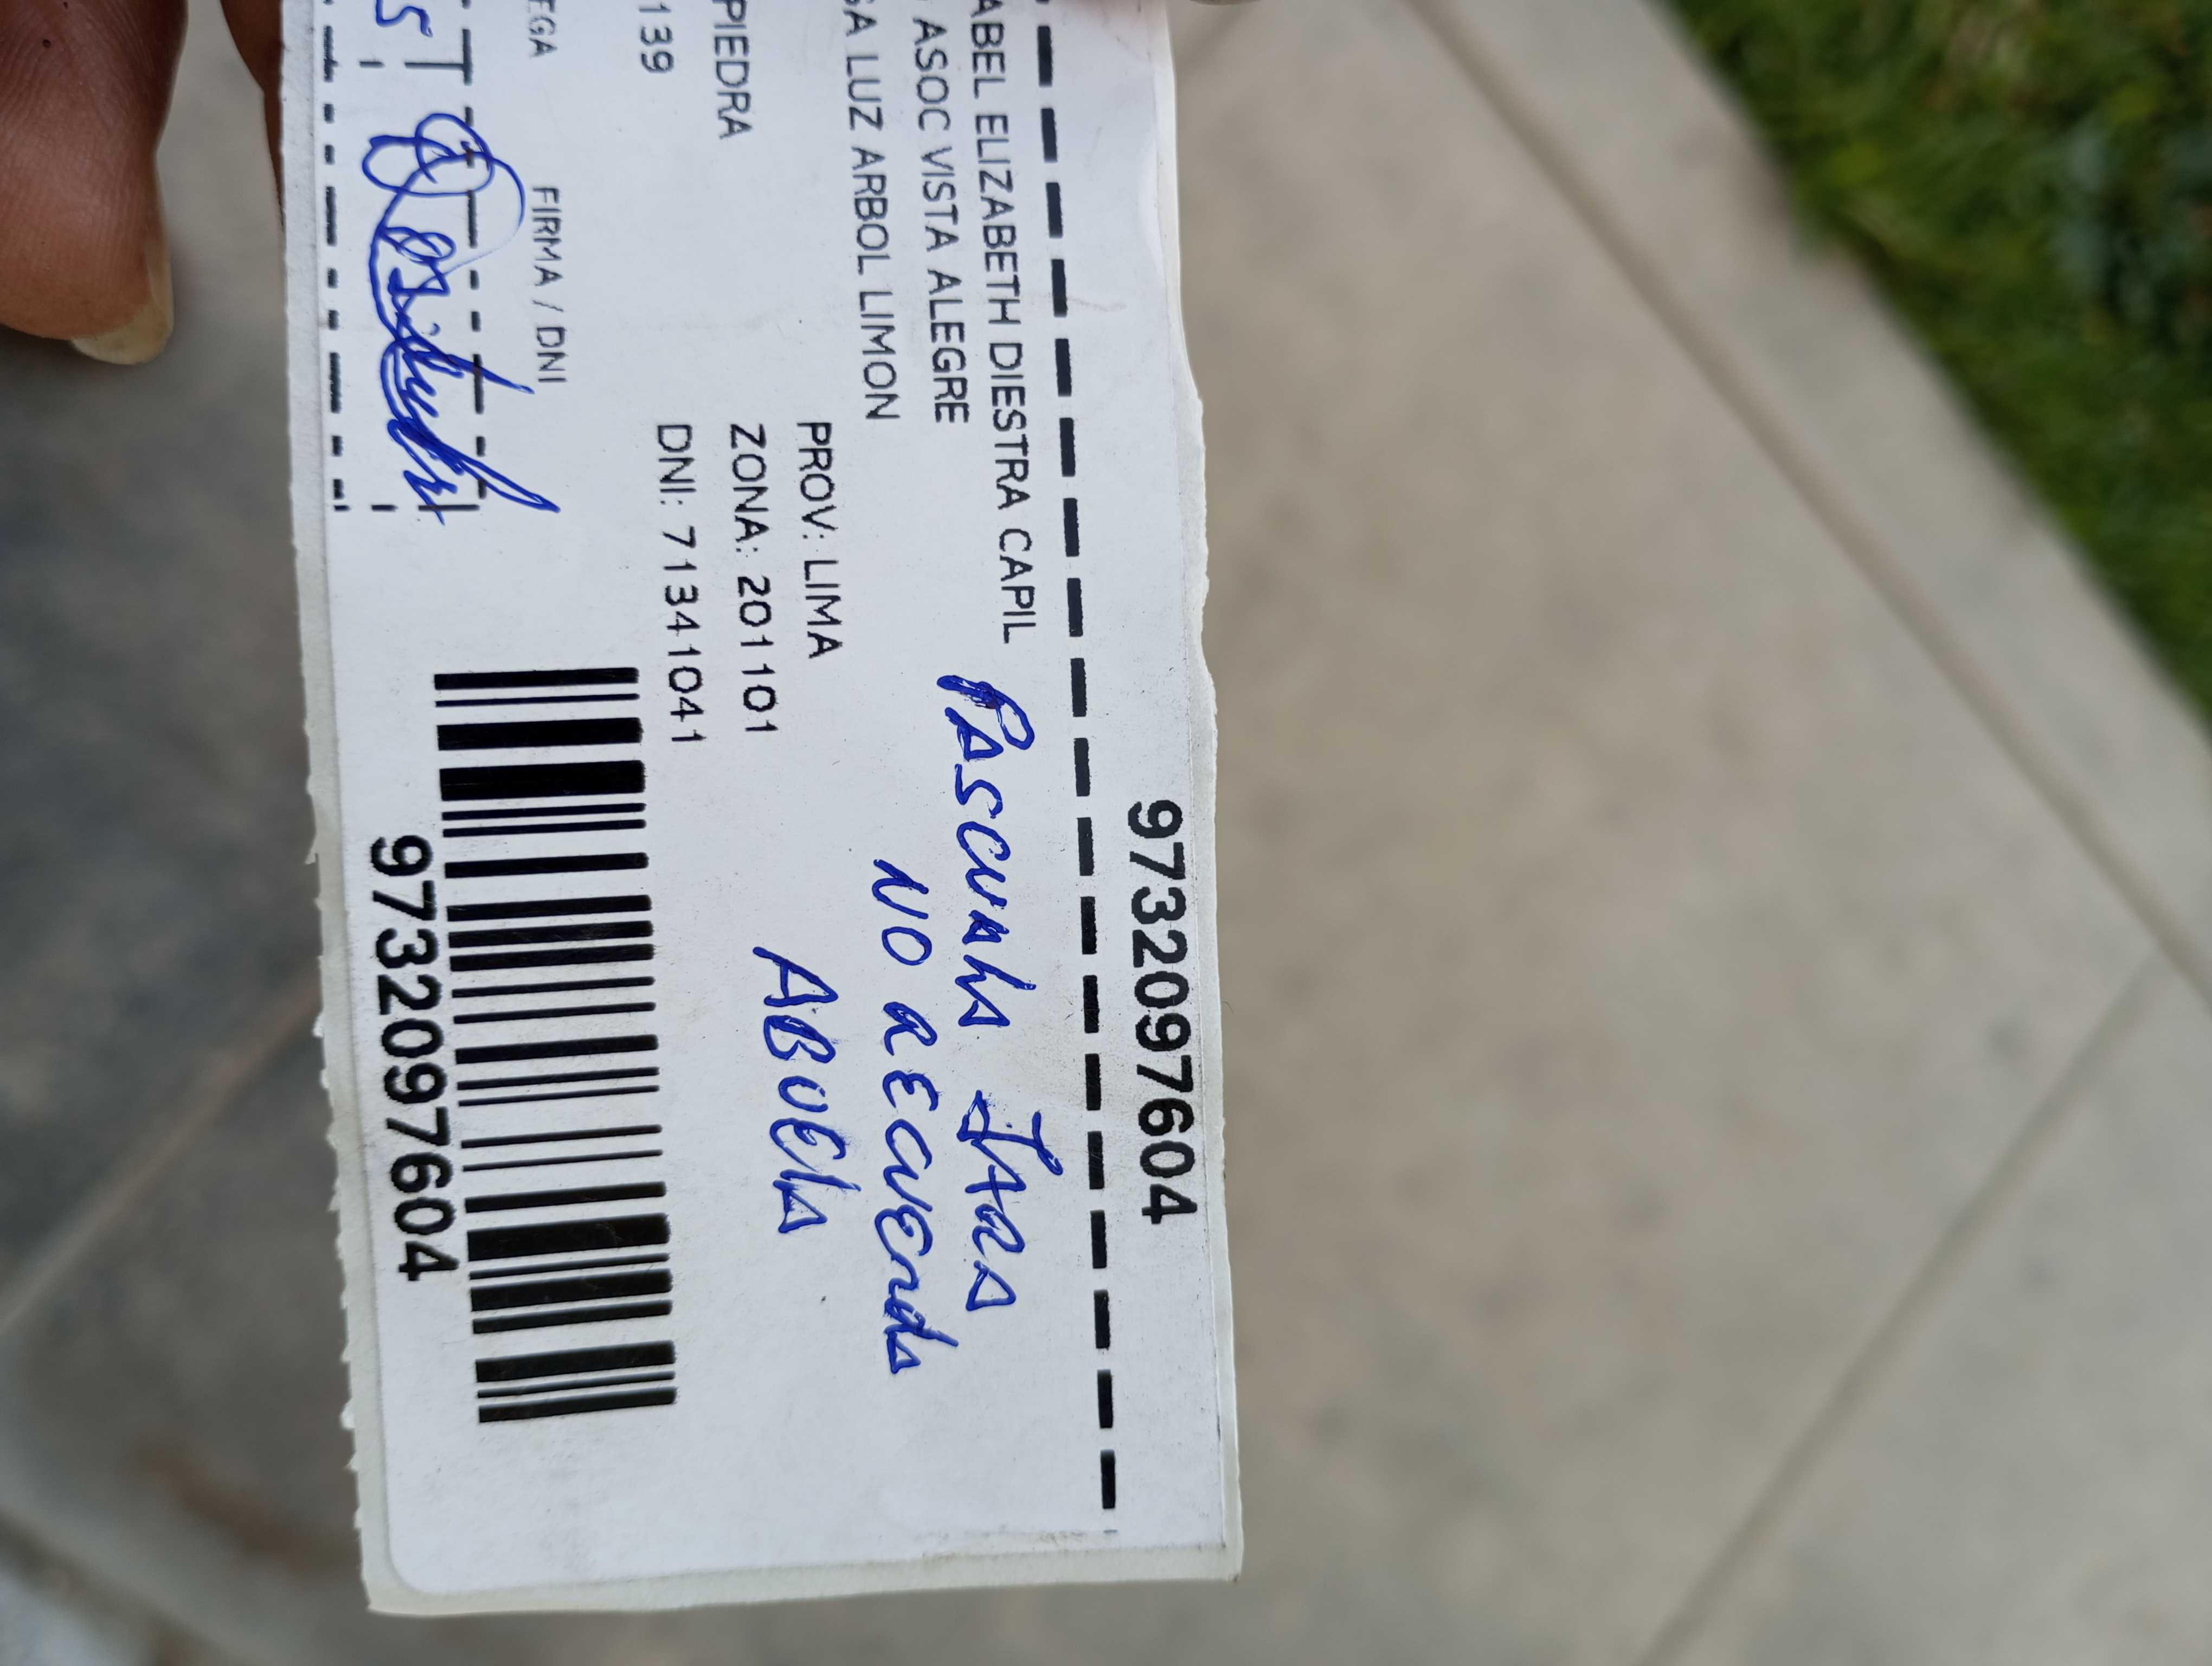 9732097604
ABEL ELIZABETH DIESTRA CAPIL
ASOC VISTA ALEGRE
GA LUZ ARBOL LIMON
PROV: LIMA
PIEDRA
ZONA: 201101
139
DNI: 71341041
Pascuala Jara
NO RECUERDA
ABUELA
EGA
FIRMA / DNI
9732097604